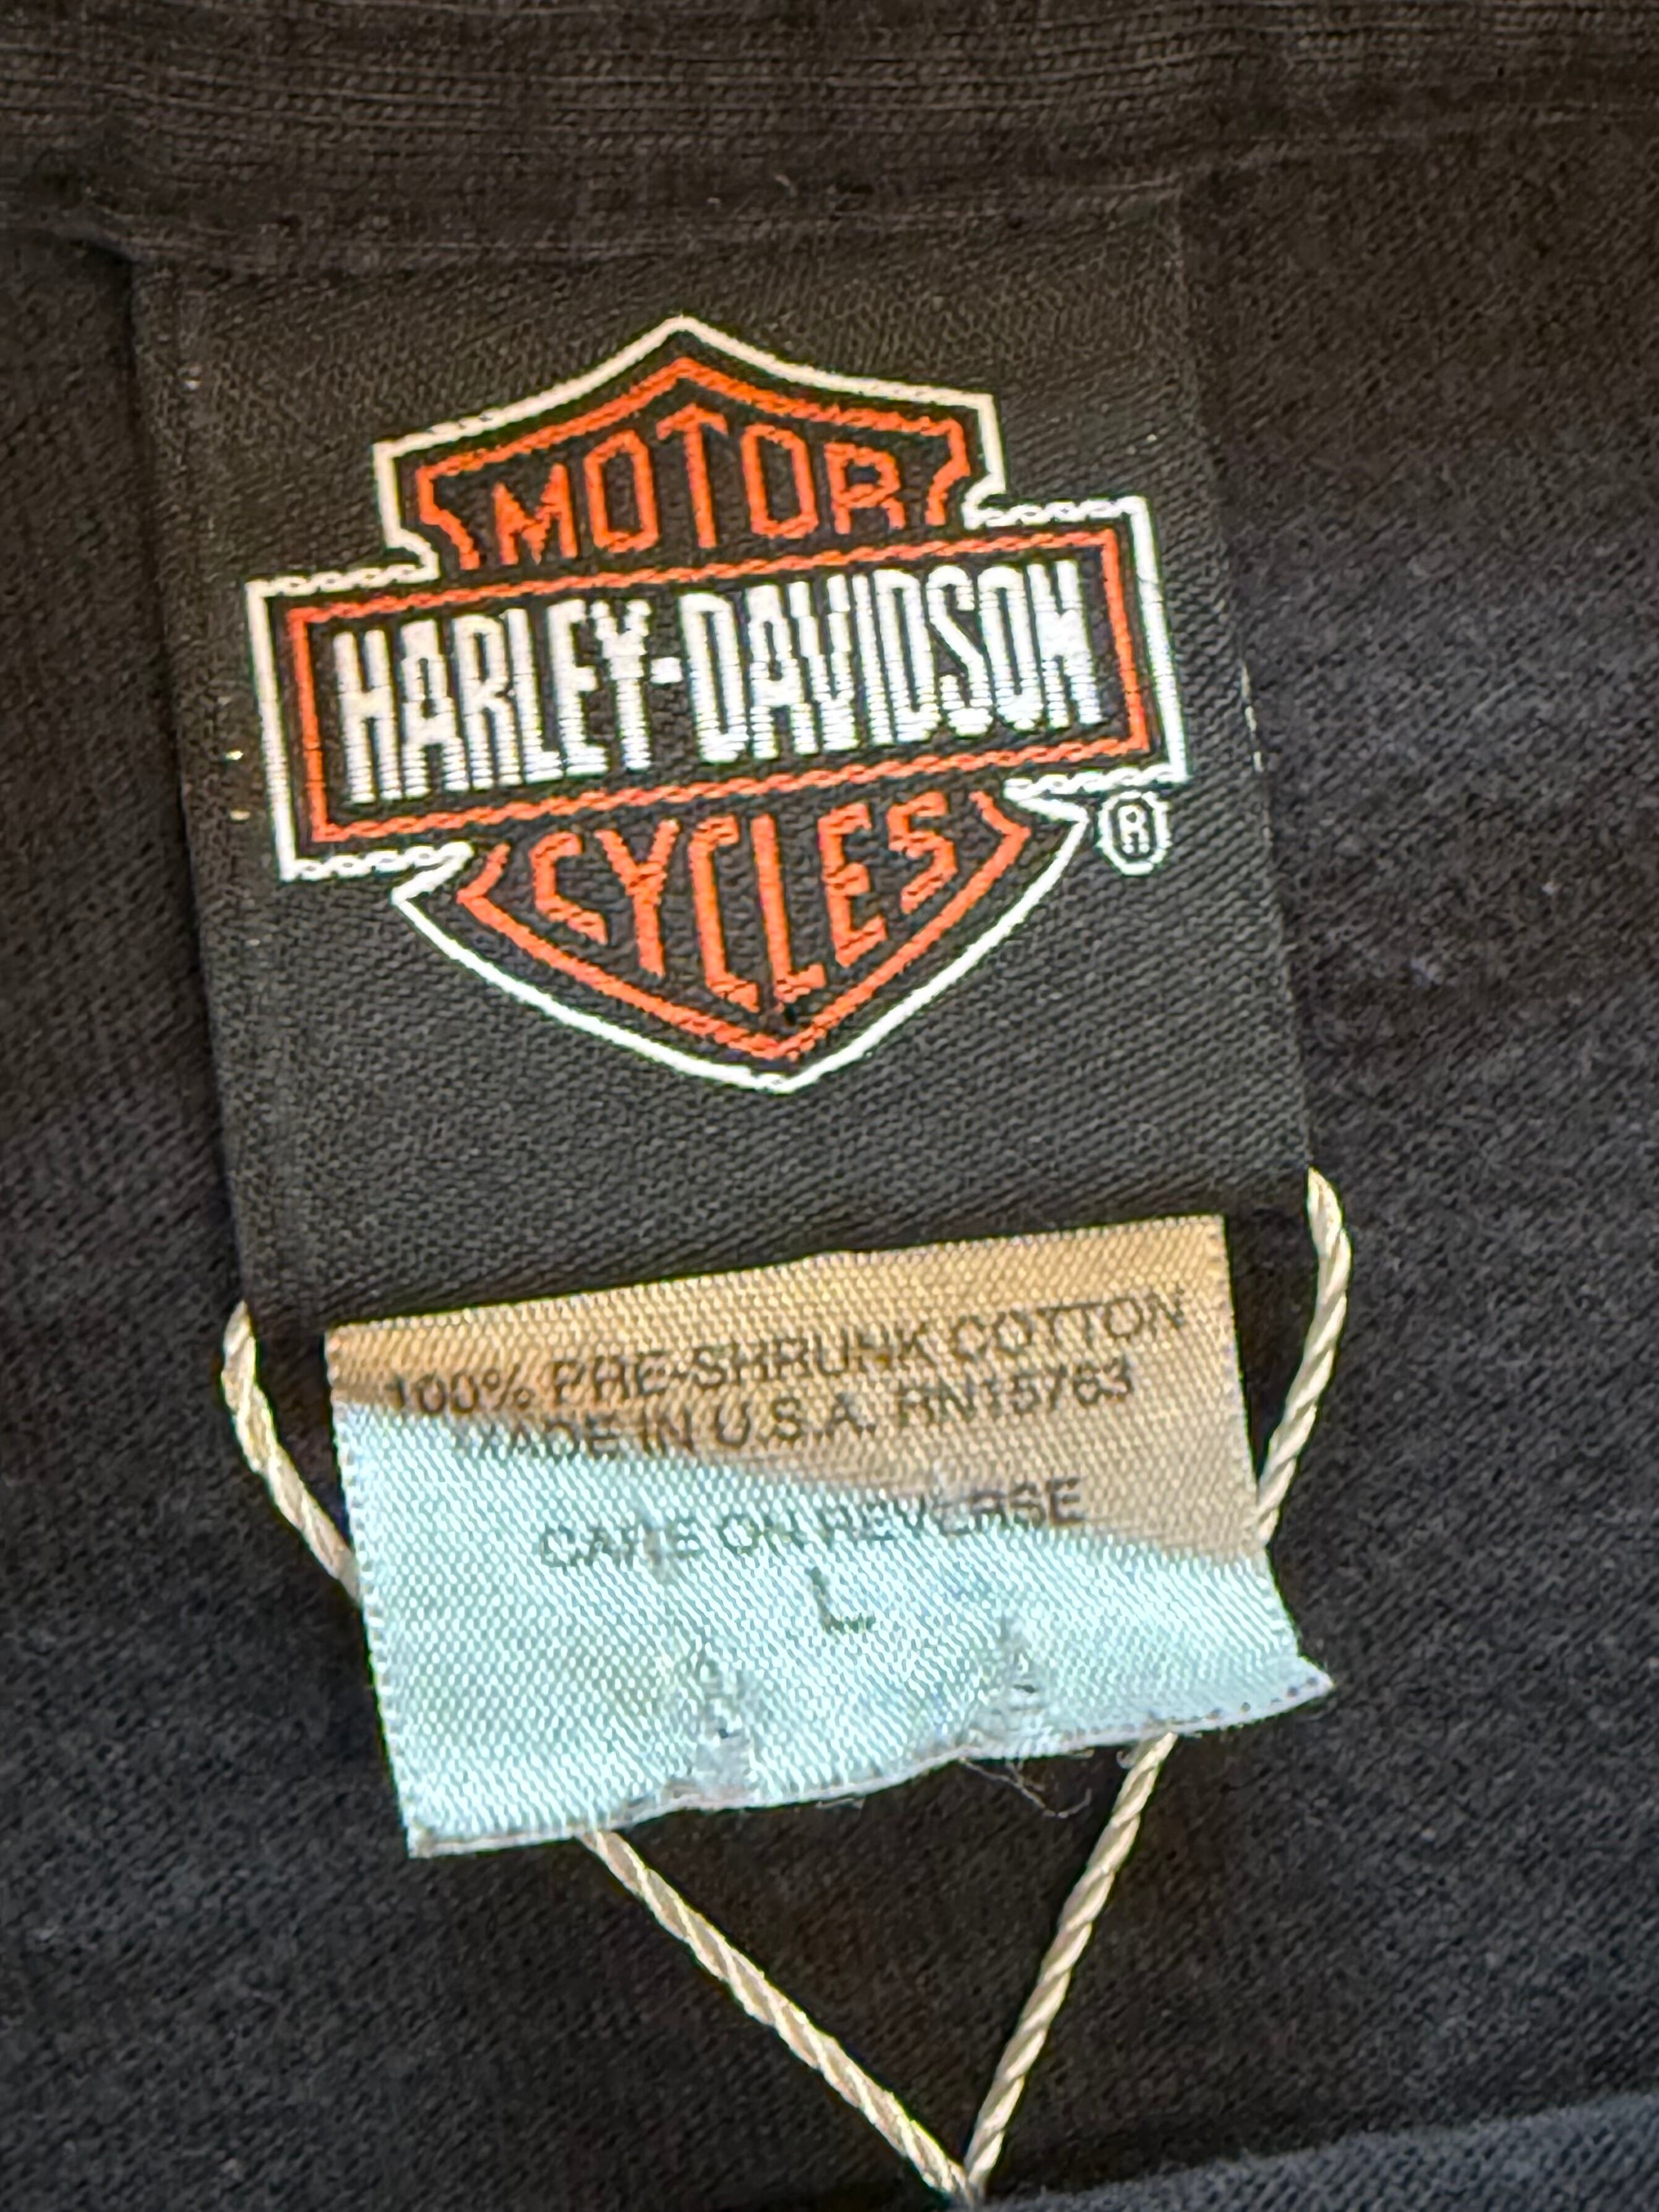 MOTOR
HARLEY-DAVIDSON
CYCLES
®
100% PRE-SHRUNK COTTON
MADE IN U.S.A. RN15763
CARE ON REVERSE
L